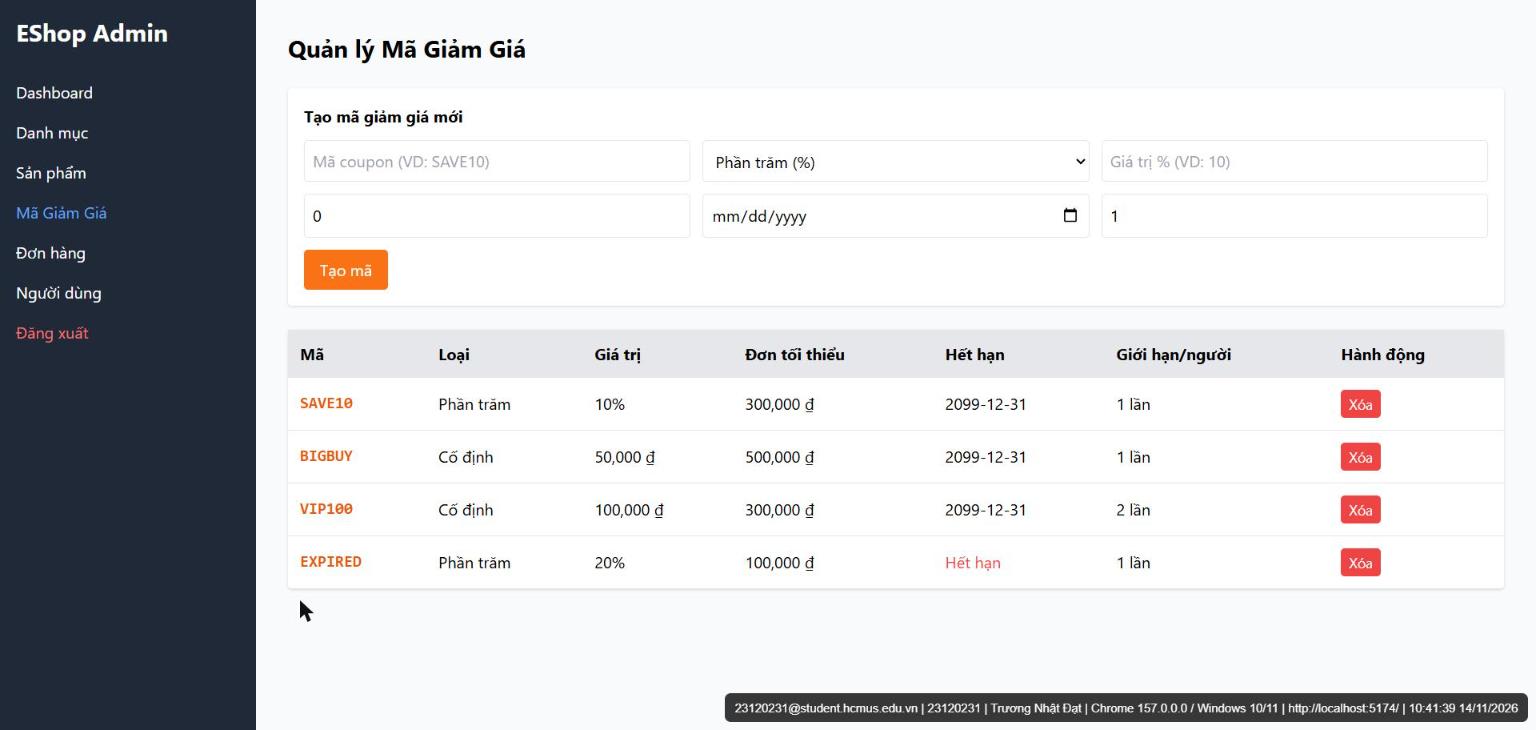 EShop Admin
Dashboard
Danh mục
Sản phẩm
Mã Giảm Giá
Đơn hàng
Người dùng
Đăng xuất
Quản lý Mã Giảm Giá
Tạo mã giảm giá mới
Mã coupon (VD: SAVE10) Phần trăm (%) Giá trị % (VD: 10)
0 mm/dd/yyyy 1
Tạo mã
Mã Loại Giá trị Đơn tối thiểu Hết hạn Giới hạn/người Hành động
SAVE10 Phần trăm 10% 300,000 ₫ 2099-12-31 1 lần Xóa
BIGBUY Cố định 50,000 ₫ 500,000 ₫ 2099-12-31 1 lần Xóa
VIP100 Cố định 100,000 ₫ 300,000 ₫ 2099-12-31 2 lần Xóa
EXPIRED Phần trăm 20% 100,000 ₫ Hết hạn 1 lần Xóa
23120231@student.hcmus.edu.vn | 23120231 | Trương Nhật Đạt | Chrome 157.0.0.0 / Windows 10/11 | http://localhost:5174/ | 10:41:39 14/11/2026